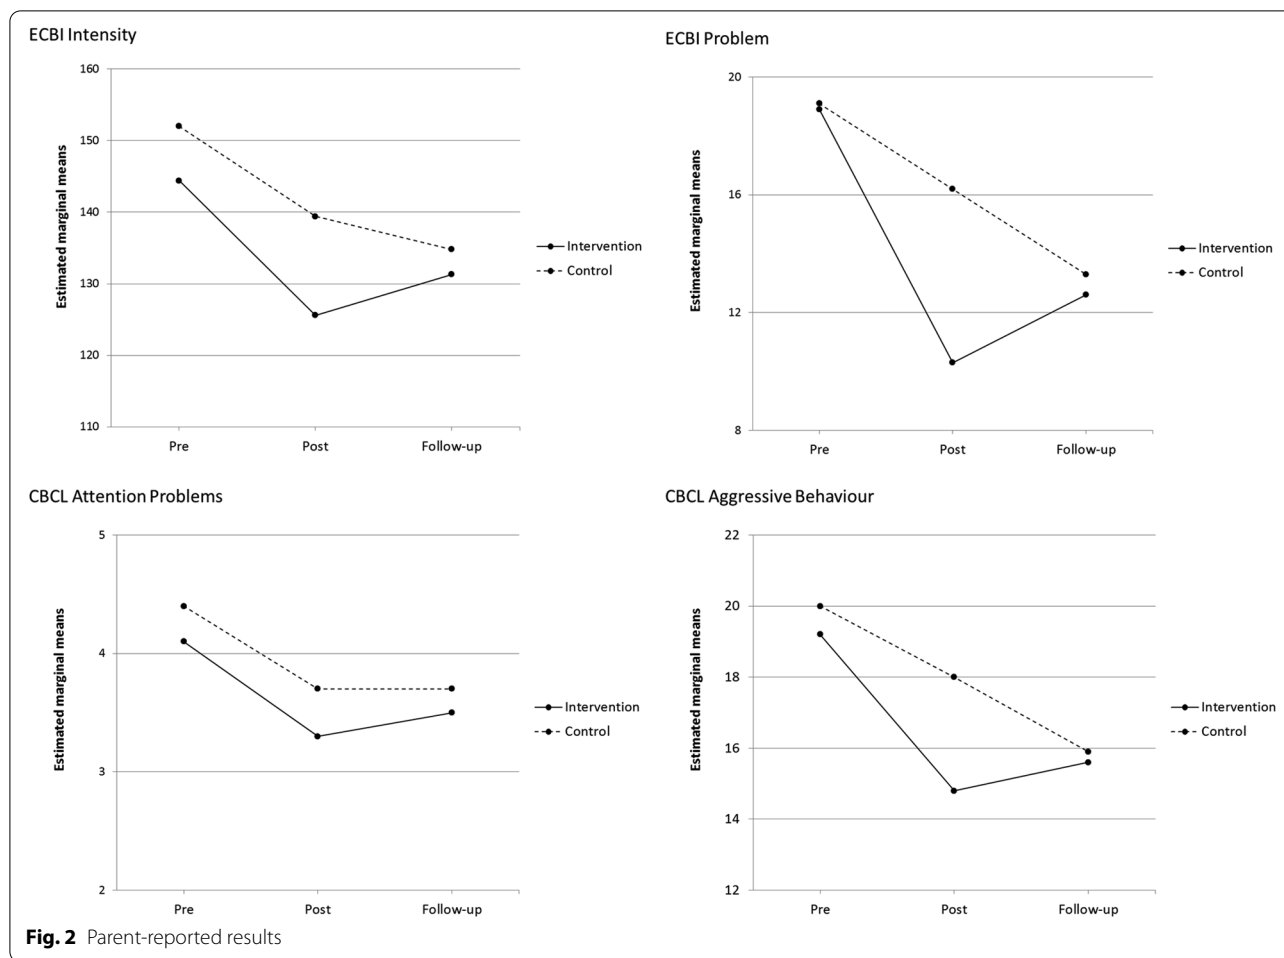 ECBI Intensity
Estimated marginal means
160
150
140
130
120
110
Pre
Post
Follow-up
Intervention
Control
ECBI Problem
Estimated marginal means
20
16
12
8
Pre
Post
Follow-up
Intervention
Control
CBCL Attention Problems
Estimated marginal means
5
4
3
2
Pre
Post
Follow-up
Intervention
Control
CBCL Aggressive Behaviour
Estimated marginal means
22
20
18
16
14
12
Pre
Post
Follow-up
Intervention
Control
Fig. 2 Parent-reported results